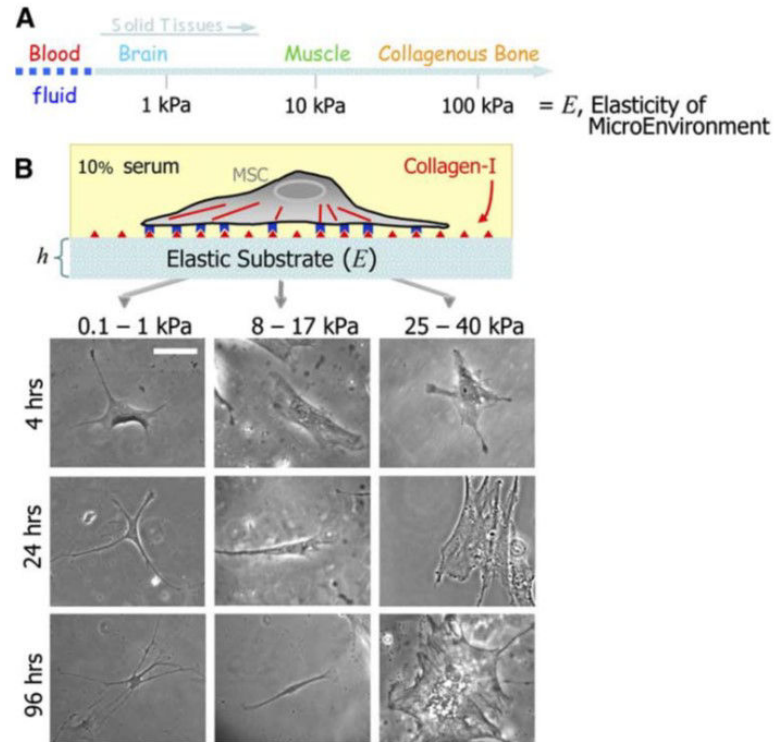 A
Solid Tissues
Blood Brain Muscle Collagenous Bone
fluid
1 kPa 10 kPa 100 kPa = E, Elasticity of
MicroEnvironment
B
10% serum MSC Collagen-I
h Elastic Substrate (E)
0.1 – 1 kPa 8 – 17 kPa 25 – 40 kPa
4 hrs
24 hrs
96 hrs